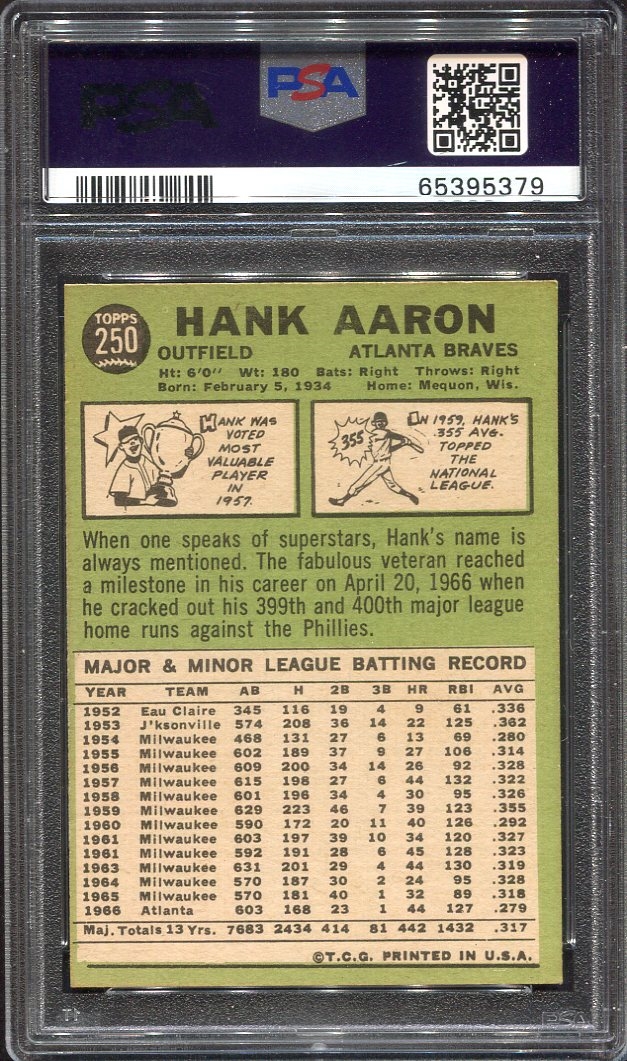 PSA
PSA
65395379
TOPPS
250
HANK AARON
OUTFIELD ATLANTA BRAVES
Ht: 6'0" Wt: 180 Bats: Right Throws: Right
Born: February 5, 1934 Home: Mequon, Wis.
HANK WAS
VOTED
MOST
VALUABLE
PLAYER
IN
1957.
355
IN 1959, HANK'S
.355 AVG.
TOPPED
THE
NATIONAL
LEAGUE.
When one speaks of superstars, Hank's name is
always mentioned. The fabulous veteran reached
a milestone in his career on April 20, 1966 when
he cracked out his 399th and 400th major league
home runs against the Phillies.
MAJOR & MINOR LEAGUE BATTING RECORD
YEAR TEAM AB H 2B 3B HR RBI AVG
1952 Eau Claire 345 116 19 4 9 61 .336
1953 J'ksonville 574 208 36 14 22 125 .362
1954 Milwaukee 468 131 27 6 13 69 .280
1955 Milwaukee 602 189 37 9 27 106 .314
1956 Milwaukee 609 200 34 14 26 92 .328
1957 Milwaukee 615 198 27 6 44 132 .322
1958 Milwaukee 601 196 34 4 30 95 .326
1959 Milwaukee 629 223 46 7 39 123 .355
1960 Milwaukee 590 172 20 11 40 126 .292
1961 Milwaukee 603 197 39 10 34 120 .327
1961 Milwaukee 592 191 28 6 45 128 .323
1963 Milwaukee 631 201 29 4 44 130 .319
1964 Milwaukee 570 187 30 2 24 95 .328
1965 Milwaukee 570 181 40 1 32 89 .318
1966 Atlanta 603 168 23 1 44 127 .279
Maj. Totals 13 Yrs. 7683 2434 414 81 442 1432 .317
©T.C.G. PRINTED IN U.S.A.
PSA